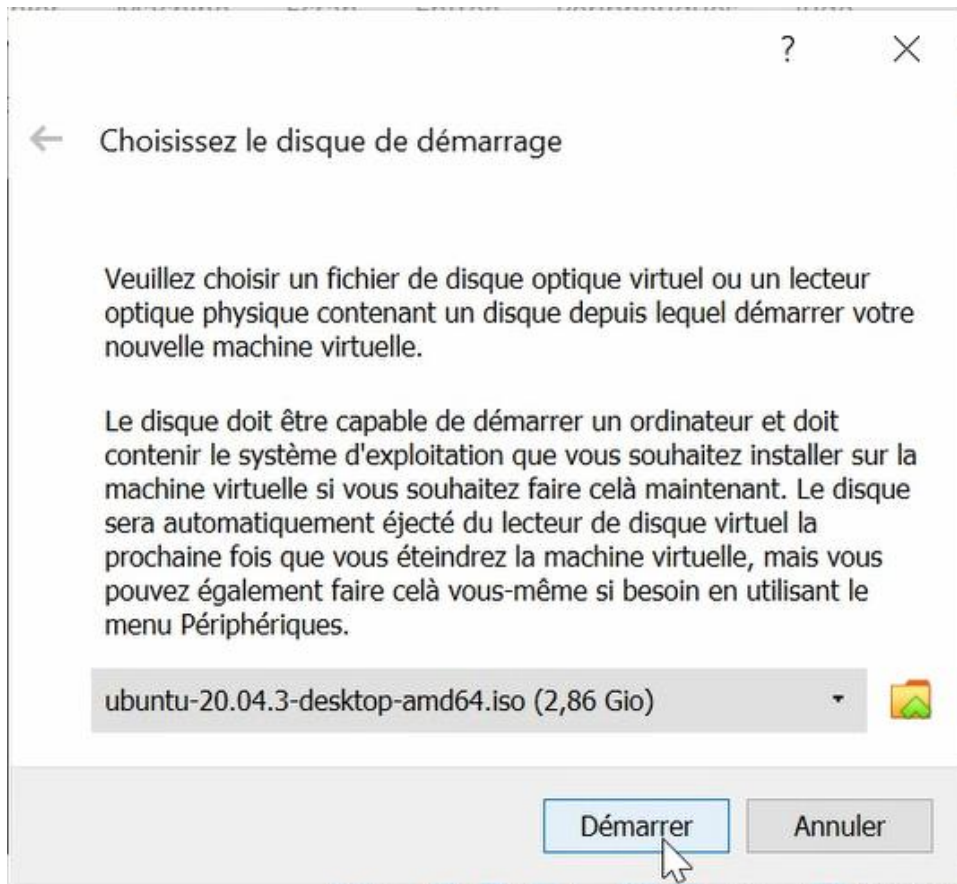 ?
Choisissez le disque de démarrage
Veuillez choisir un fichier de disque optique virtuel ou un lecteur
optique physique contenant un disque depuis lequel démarrer votre
nouvelle machine virtuelle.
Le disque doit être capable de démarrer un ordinateur et doit
contenir le système d'exploitation que vous souhaitez installer sur la
machine virtuelle si vous souhaitez faire celà maintenant. Le disque
sera automatiquement éjecté du lecteur de disque virtuel la
prochaine fois que vous éteindrez la machine virtuelle, mais vous
pouvez également faire celà vous-même si besoin en utilisant le
menu Périphériques.
ubuntu-20.04.3-desktop-amd64.iso (2,86 Gio)
Démarrer Annuler